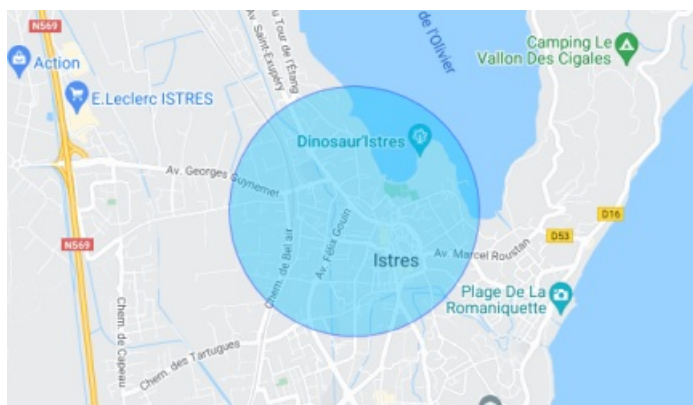 N569
Action
E.Leclerc ISTRES
Av. Saint-Exupéry
Tour de l'Étang
de l'Olivier
Camping Le
Vallon Des Cigales
Dinosaur'Istres
Av. Georges Guynemer
N569
Chem. de Bel air
Av. Félix Gouin
Istres
Av. Marcel Roustan
D53
D16
Plage De La
Romaniquette
Chem. de Capeau
Chem. des Tartugues